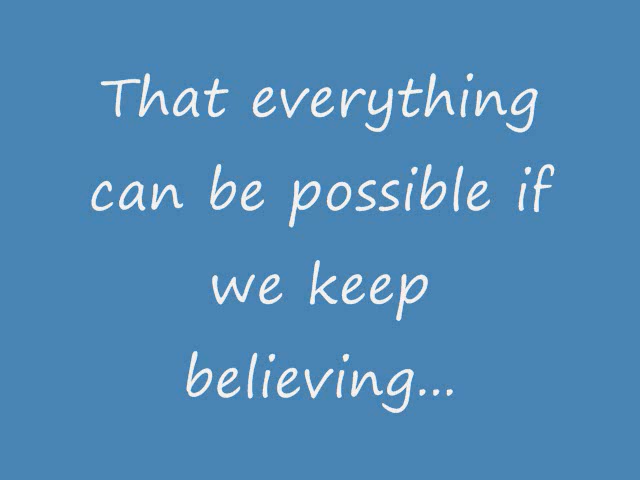 That everything
can be possible if
we keep
believing...